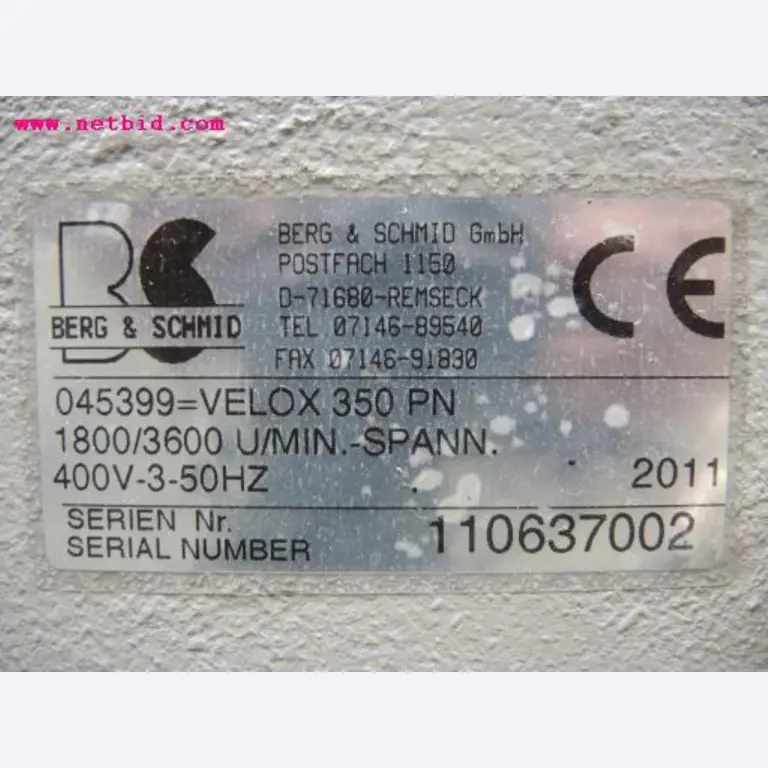 www.netbid.com
BERG & SCHMID GmbH
POSTFACH 1150
D-71680-REMSECK
TEL 07146-89540
FAX 07146-91830
BS
BERG & SCHMID
CE
045399=VELOX 350 PN
1800/3600 U/MIN.-SPANN.
400V-3-50HZ 2011
SERIEN Nr.
SERIAL NUMBER 110637002